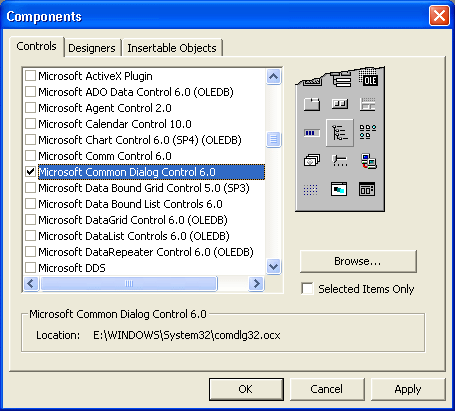 Components
Controls
Designers
Insertable Objects
Microsoft ActiveX Plugin
Microsoft ADO Data Control 6.0 (OLEDB)
Microsoft Agent Control 2.0
Microsoft Calendar Control 10.0
Microsoft Chart Control 6.0 (SP4) (OLEDB)
Microsoft Comm Control 6.0
Microsoft Common Dialog Control 6.0
Microsoft Data Bound Grid Control 5.0 (SP3)
Microsoft Data Bound List Controls 6.0
Microsoft DataGrid Control 6.0 (OLEDB)
Microsoft DataList Controls 6.0 (OLEDB)
Microsoft DataRepeater Control 6.0 (OLEDB)
Microsoft DDS
OLE
Browse...
Selected Items Only
Microsoft Common Dialog Control 6.0
Location: E:\WINDOWS\System32\comdlg32.ocx
OK
Cancel
Apply